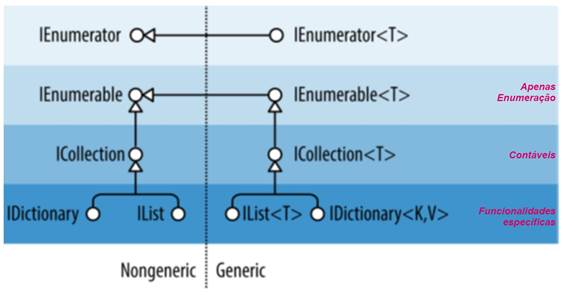 IEnumerator
IEnumerator<T>
IEnumerable
IEnumerable<T>
Apenas
Enumeração
ICollection
ICollection<T>
Contáveis
IDictionary
IList
IList<T>
IDictionary<K,V>
Funcionalidades
específicas
Nongeneric
Generic